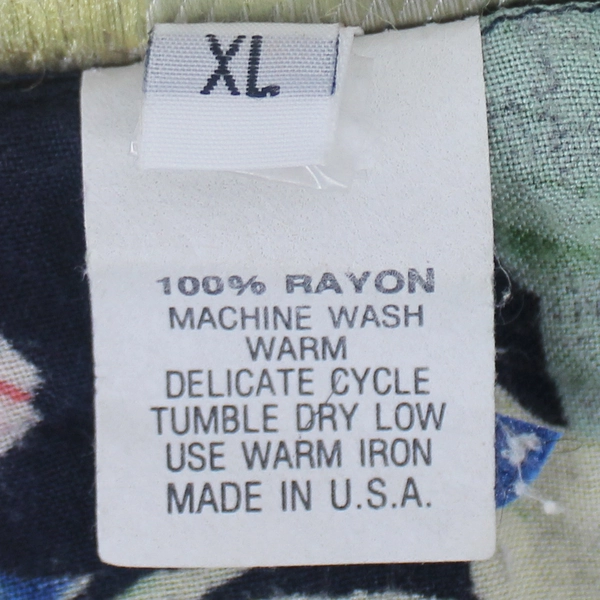 XL
100% RAYON
MACHINE WASH
WARM
DELICATE CYCLE
TUMBLE DRY LOW
USE WARM IRON
MADE IN U.S.A.